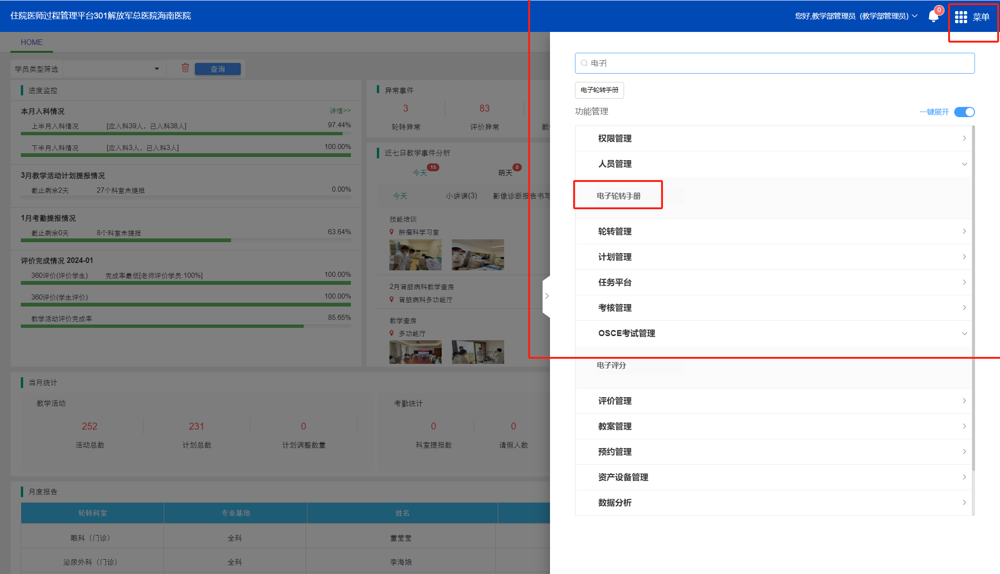 住院医师过程管理平台301解放军总医院海南医院
您好,教学部管理员 (教学部管理员)
0
菜单
HOME
学员类型筛选
查询
进度监控
本月入科情况
详情>>
上半月入科情况 [应入科39人，已入科38人] 97.44%
下半月入科情况 [应入科3人，已入科3人] 100.00%
3月教学活动计划提报情况
截止剩余2天 27个科室未提报 0.00%
1月考勤提报情况
截止剩余0天 8个科室未提报 63.64%
评价完成情况 2024-01
360评价(评价学生) 完成率最低[老师评价学员:100%] 100.00%
360评价(学生评价) 100.00%
教学活动评价完成率 85.65%
异常事件
3 83
轮转异常 评价异常 教
近七日教学事件分析
今天 15 明天 0
今天 小讲课(3) 影像诊断报告书写
技能培训
肿瘤科学习室
2月肾脏病科教学查房
肾脏病科多功能厅
教学查房
多功能厅
当月统计
教学活动
252 231 0
活动总数 计划总数 计划调整数量
考勤统计
0 0
科室提报数 请假人数
月度报告
轮转科室 专业基地 姓名
眼科（门诊） 全科 董莹莹
泌尿外科（门诊） 全科 李海娘
电子
电子轮转手册
功能管理 一键展开
权限管理
人员管理
电子轮转手册
轮转管理
计划管理
任务平台
考核管理
OSCE考试管理
电子评分
评价管理
教案管理
预约管理
资产设备管理
数据分析